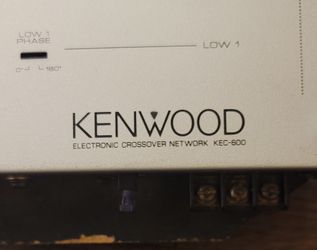 LOW 1
PHASE
LOW 1
0° 180°
KENWOOD
ELECTRONIC CROSSOVER NETWORK KEC-600